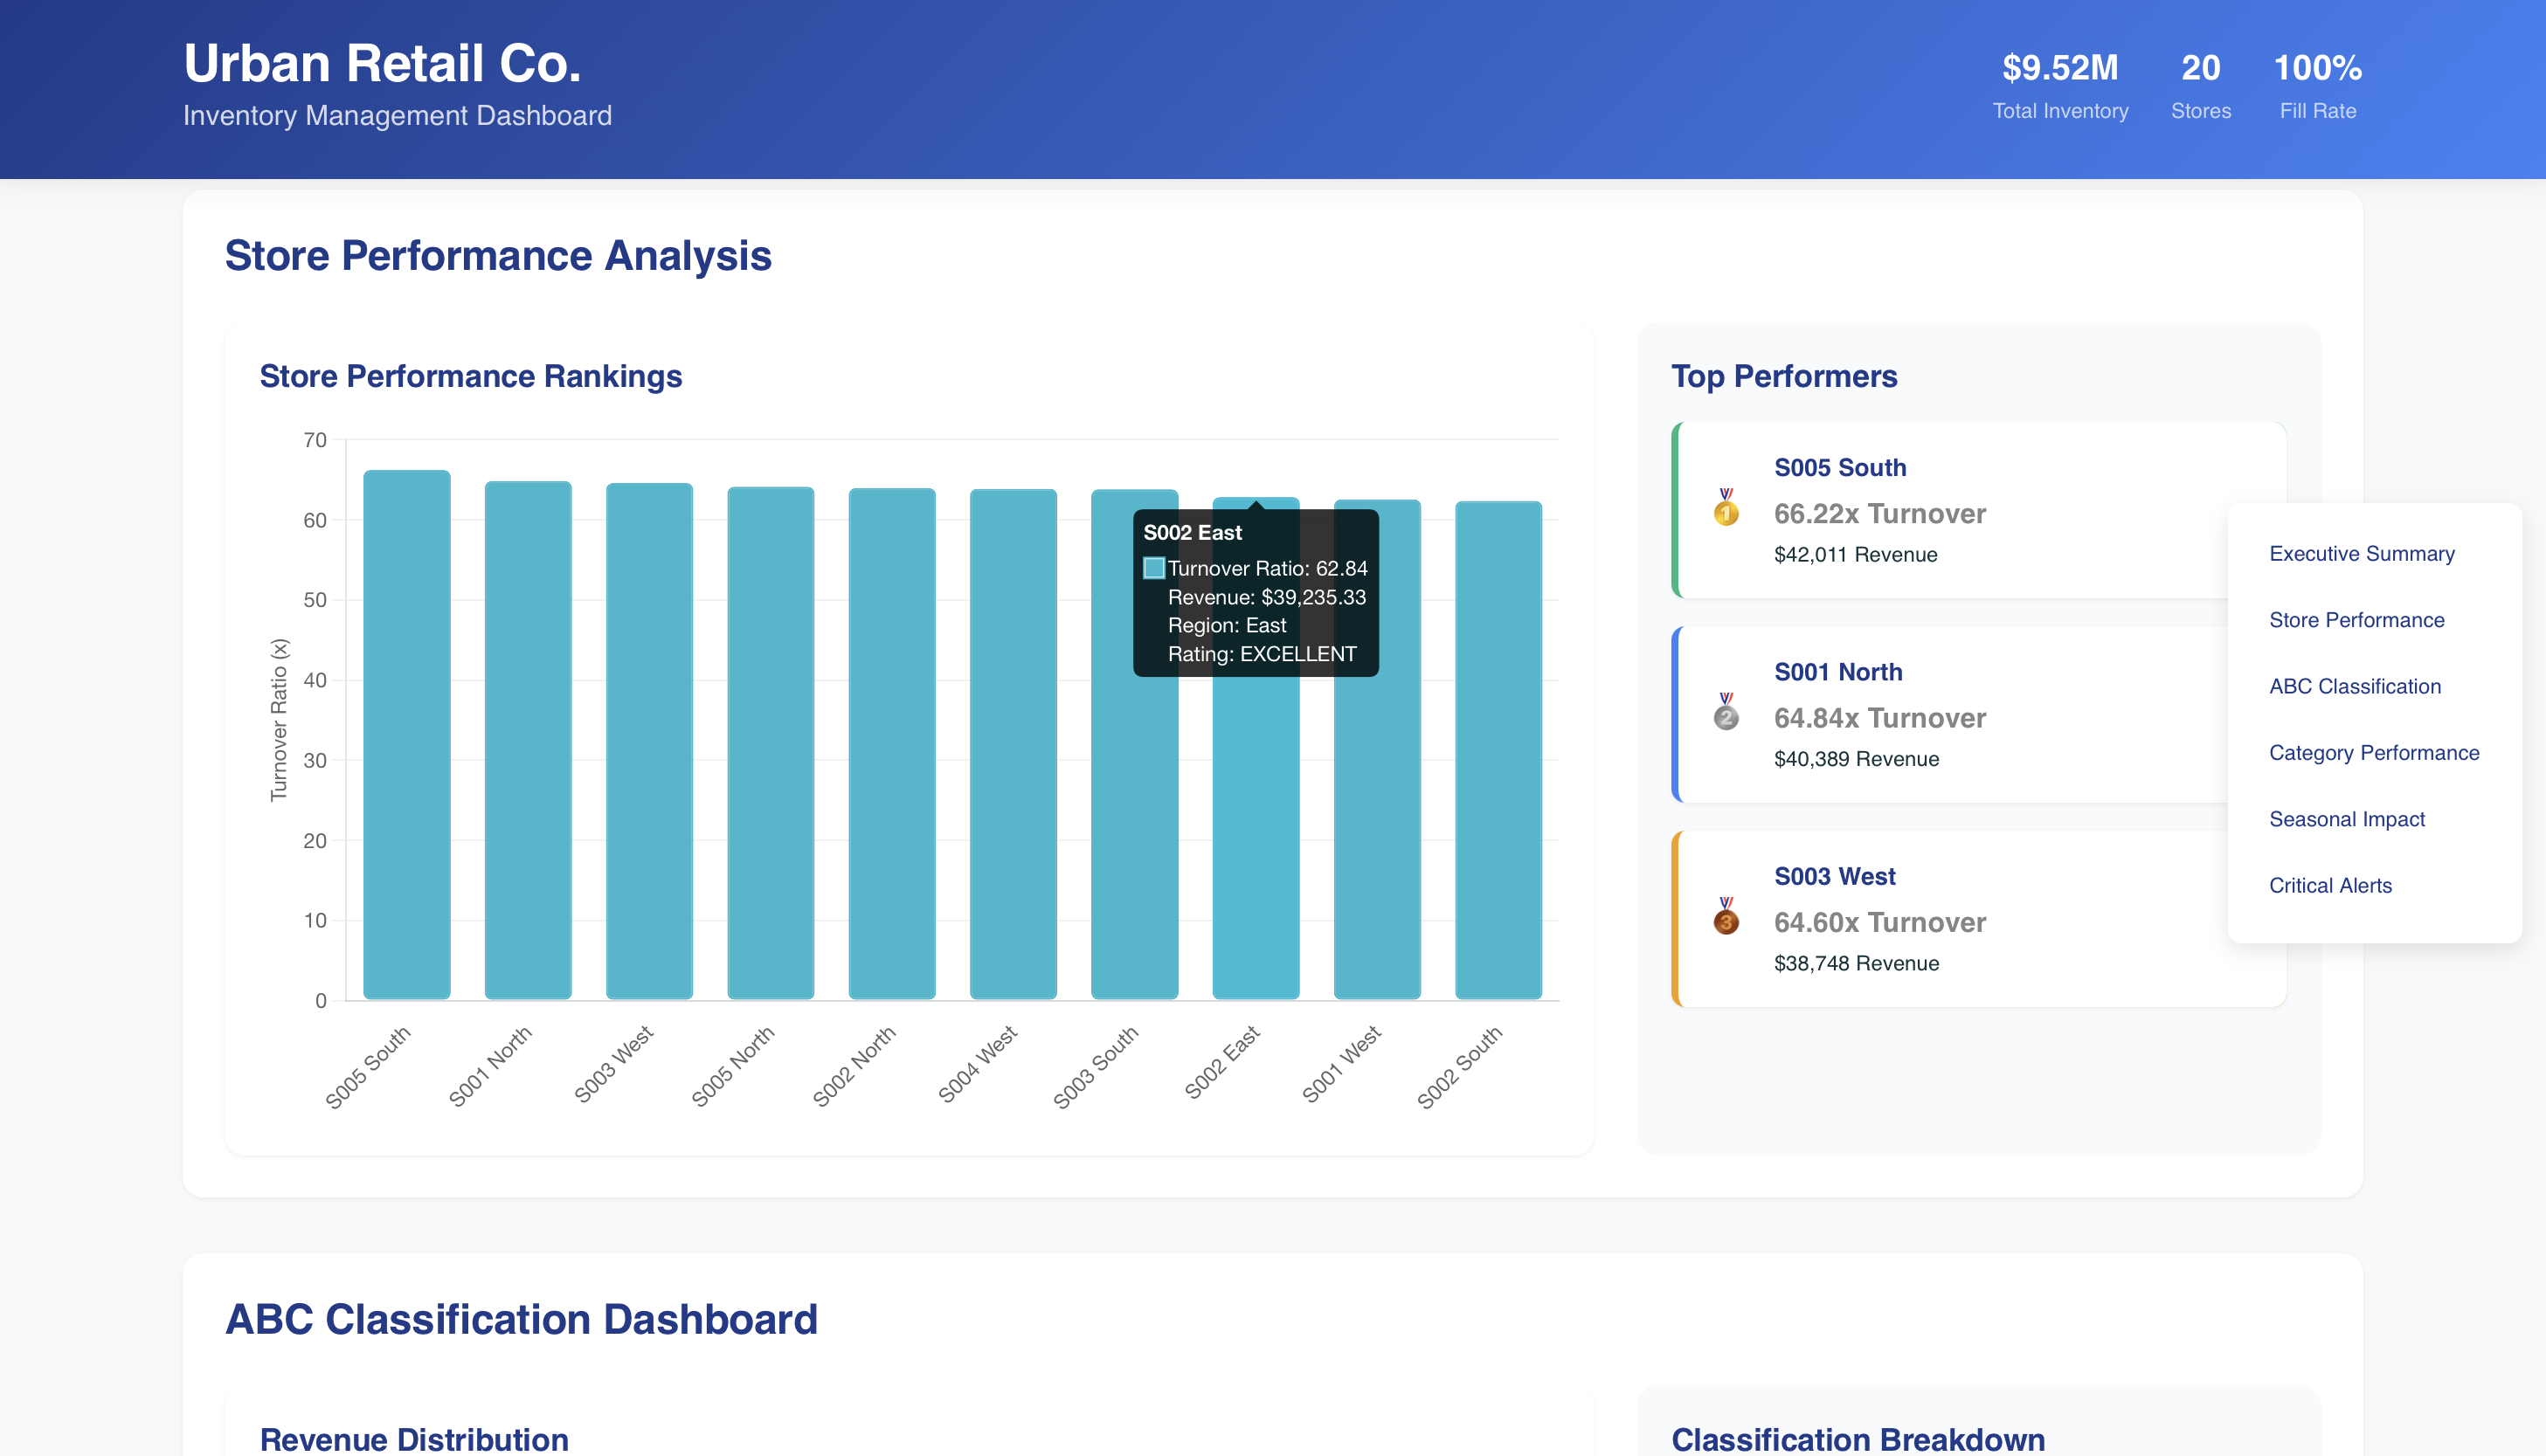 Urban Retail Co.
Inventory Management Dashboard
$9.52M
Total Inventory
20
Stores
100%
Fill Rate
Store Performance Analysis
Store Performance Rankings
Turnover Ratio (x)
70
60
50
40
30
20
10
0
S005 South
S001 North
S003 West
S005 North
S002 North
S004 West
S003 South
S002 East
S001 West
S002 South
S002 East
Turnover Ratio: 62.84
Revenue: $39,235.33
Region: East
Rating: EXCELLENT
Top Performers
1
S005 South
66.22x Turnover
$42,011 Revenue
2
S001 North
64.84x Turnover
$40,389 Revenue
3
S003 West
64.60x Turnover
$38,748 Revenue
Executive Summary
Store Performance
ABC Classification
Category Performance
Seasonal Impact
Critical Alerts
ABC Classification Dashboard
Revenue Distribution
Classification Breakdown